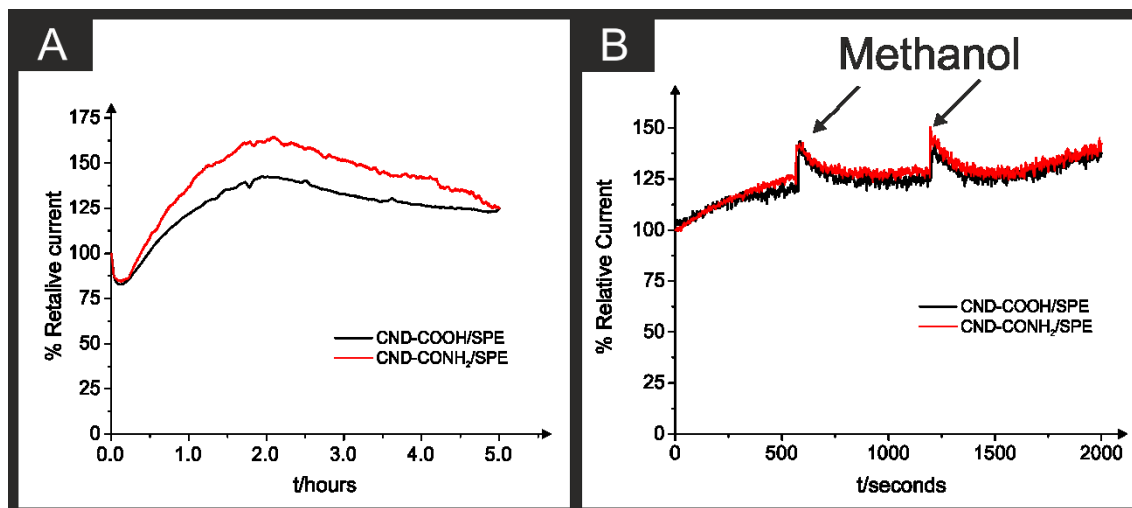 A
% Retalive current
175
150
125
100
75
50
25
0
CND-COOH/SPE
CND-CONH₂/SPE
0.0 1.0 2.0 3.0 4.0 5.0
t/hours
B
Methanol
% Relative Current
150
125
100
75
50
25
0
CND-COOH/SPE
CND-CONH₂/SPE
0 500 1000 1500 2000
t/seconds